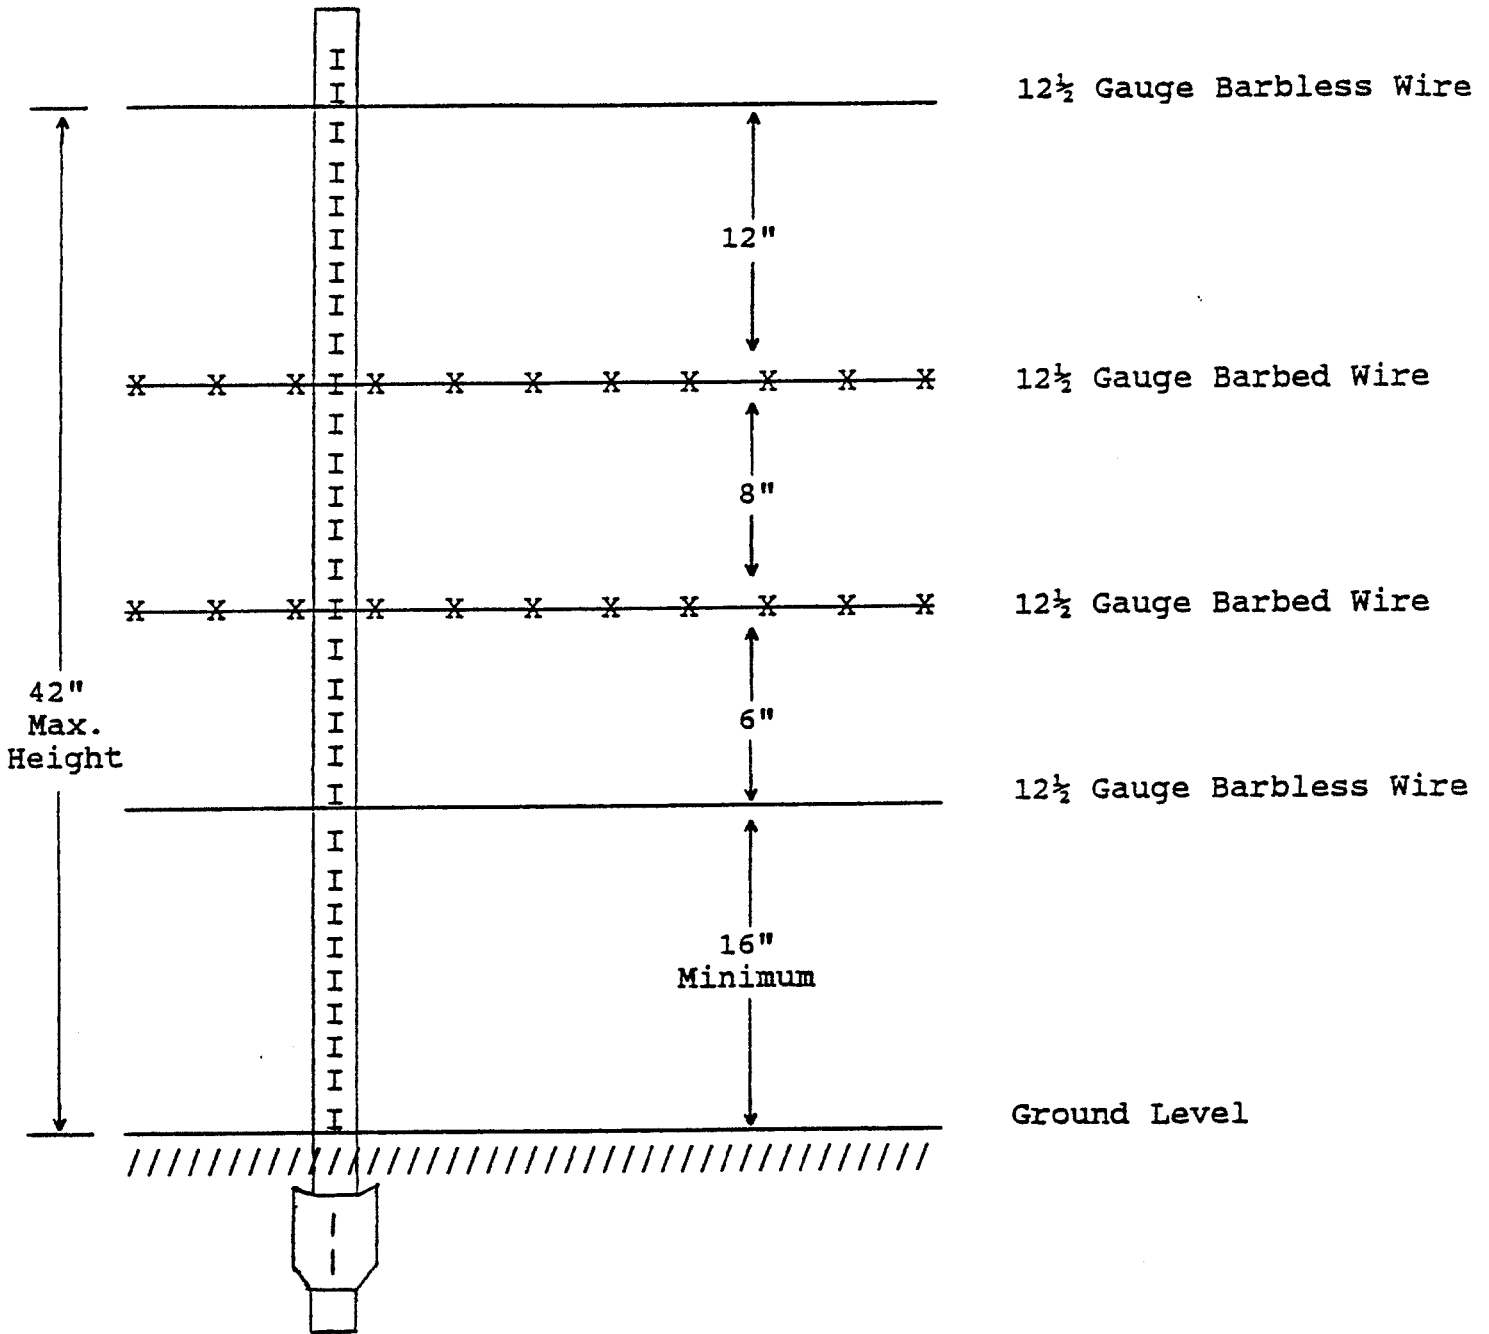 12½ Gauge Barbless Wire
12"
12½ Gauge Barbed Wire
8"
12½ Gauge Barbed Wire
42"
Max.
Height
6"
12½ Gauge Barbless Wire
16"
Minimum
Ground Level